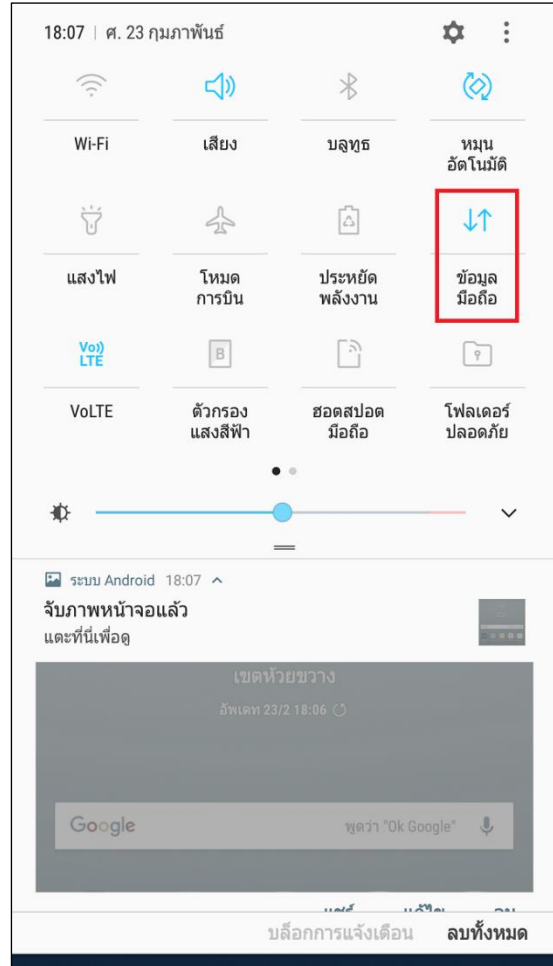 18:07 | ศ. 23 กุมภาพันธ์
Wi-Fi
เสียง
บลูทูธ
หมุน
อัตโนมัติ
แสงไฟ
โหมด
การบิน
ประหยัด
พลังงาน
ข้อมูล
มือถือ
Vo))
LTE
B
VoLTE
ตัวกรอง
แสงสีฟ้า
ฮอตสปอต
มือถือ
โฟลเดอร์
ปลอดภัย
ระบบ Android 18:07
จับภาพหน้าจอแล้ว
แตะที่นี่เพื่อดู
เขตห้วยขวาง
อัพเดท 23/2 18:06
Google พูดว่า "Ok Google"
บล็อกการแจ้งเตือน ลบทั้งหมด